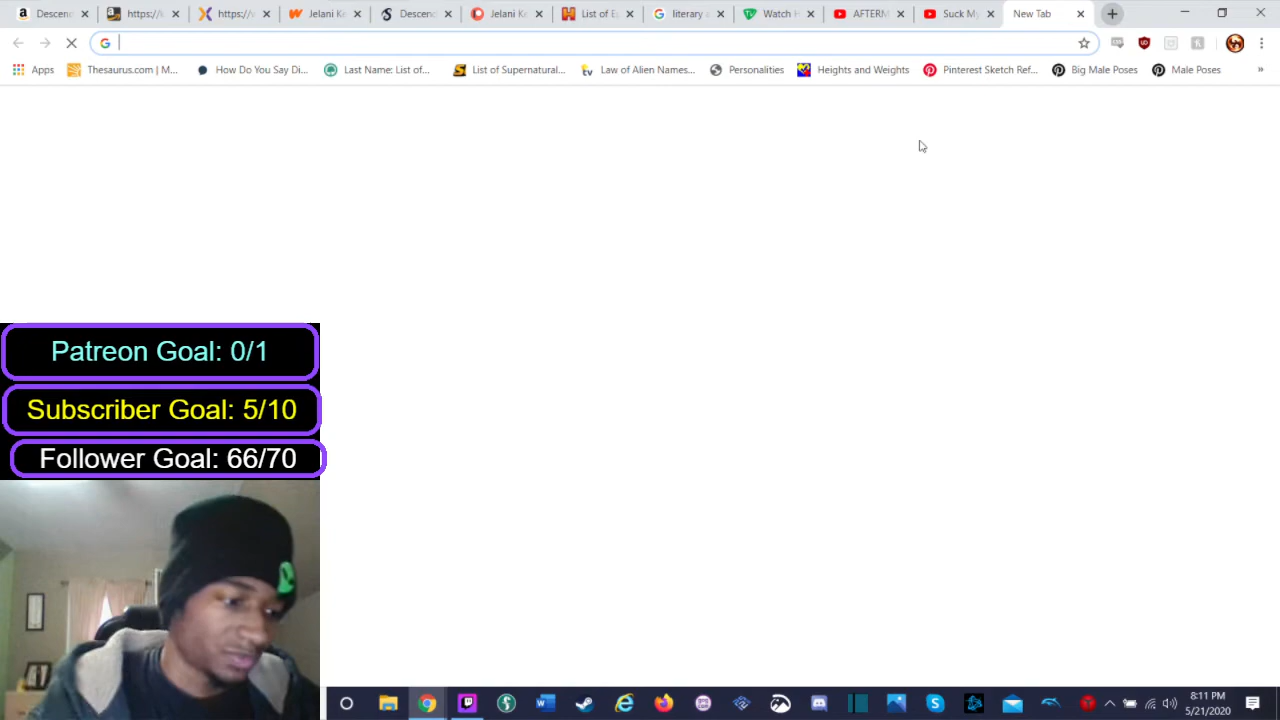 Descen
https://
https://
Jelani Ke
Descenc
Jelani Ke
List of E
literary
Watch H
AFTERM
Suck My
New Tab
Apps
Thesaurus.com | M...
How Do You Say Di...
Last Name: List of...
List of Supernatural...
Law of Alien Names...
Personalities
Heights and Weights
Pinterest Sketch Ref...
Big Male Poses
Male Poses
»
Patreon Goal: 0/1
Subscriber Goal: 5/10
Follower Goal: 66/70
8:11 PM
5/21/2020